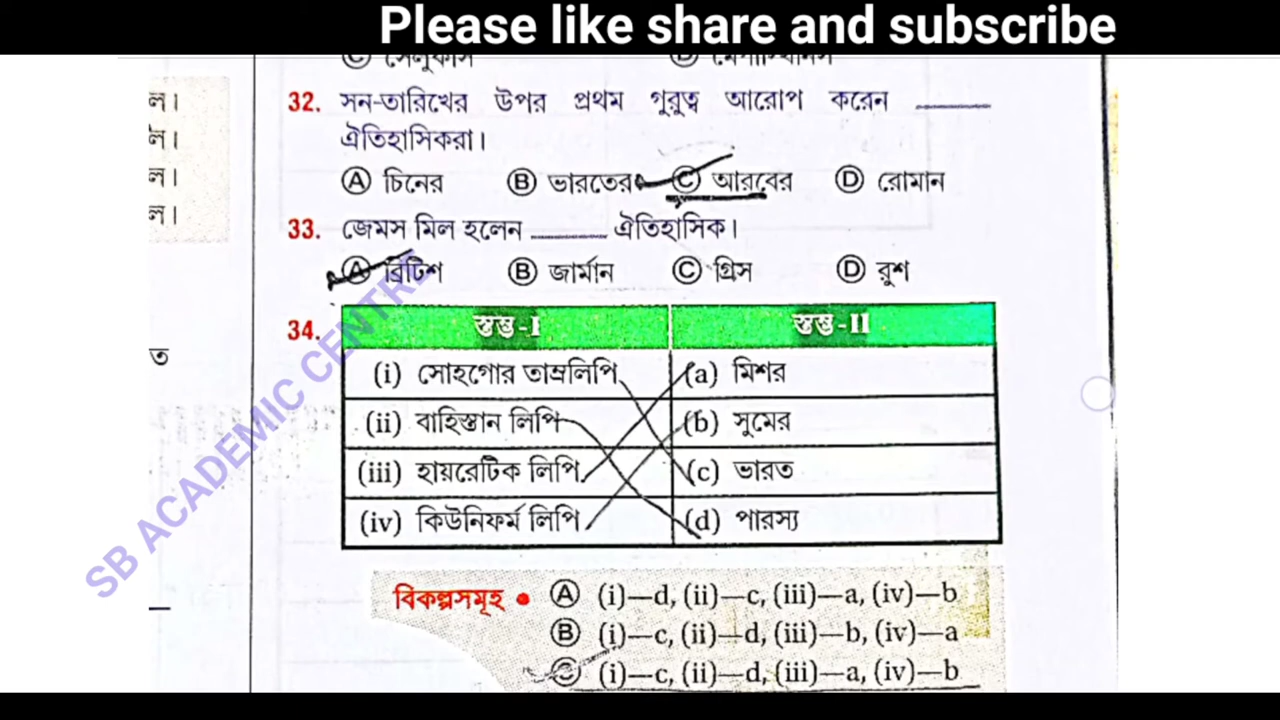 Please like share and subscribe
32. সন-তারিখের উপর প্রথম গুরুত্ব আরোপ করেন ______
ঐতিহাসিকরা।
Ⓐ চিনের Ⓑ ভারতের Ⓒ আরবের Ⓓ রোমান
33. জেমস মিল হলেন ______ ঐতিহাসিক।
Ⓐ ব্রিটিশ Ⓑ জার্মান Ⓒ গ্রিস Ⓓ রুশ
34. স্তম্ভ-I স্তম্ভ-II
(i) সোহগোর তাম্রলিপি (a) মিশর
(ii) বাহিস্তান লিপি (b) সুমের
(iii) হায়রেটিক লিপি (c) ভারত
(iv) কিউনিফর্ম লিপি (d) পারস্য
বিকল্পসমূহ • Ⓐ (i)—d, (ii)—c, (iii)—a, (iv)—b
Ⓑ (i)—c, (ii)—d, (iii)—b, (iv)—a
Ⓒ (i)—c, (ii)—d, (iii)—a, (iv)—b
SB ACADEMIC CENTRE